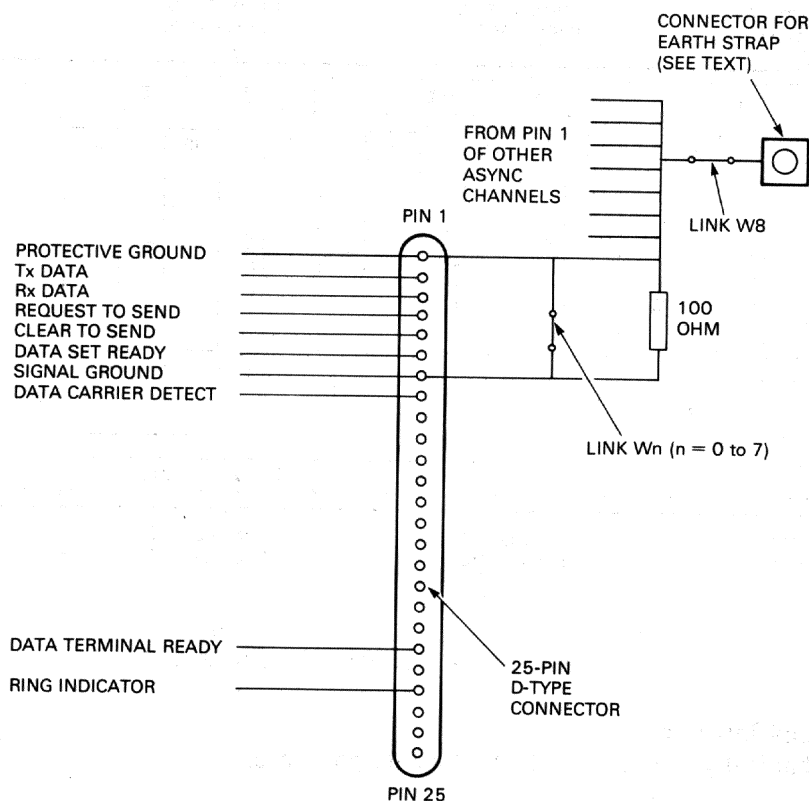 CONNECTOR FOR
EARTH STRAP
(SEE TEXT)
FROM PIN 1
OF OTHER
ASYNC
CHANNELS
LINK W8
PIN 1
PROTECTIVE GROUND
Tx DATA
Rx DATA
REQUEST TO SEND
CLEAR TO SEND
DATA SET READY
SIGNAL GROUND
DATA CARRIER DETECT
100
OHM
LINK Wn (n = 0 to 7)
DATA TERMINAL READY
RING INDICATOR
25-PIN
D-TYPE
CONNECTOR
PIN 25